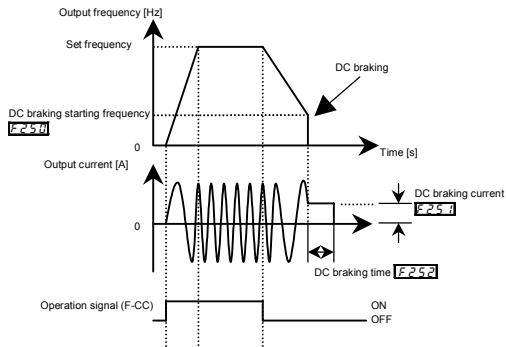 Output frequency [Hz]
Set frequency
DC braking
DC braking starting frequency
F250
0
Time [s]
Output current [A]
DC braking current
F251
0
DC braking time F252
Operation signal (F-CC)
ON
OFF